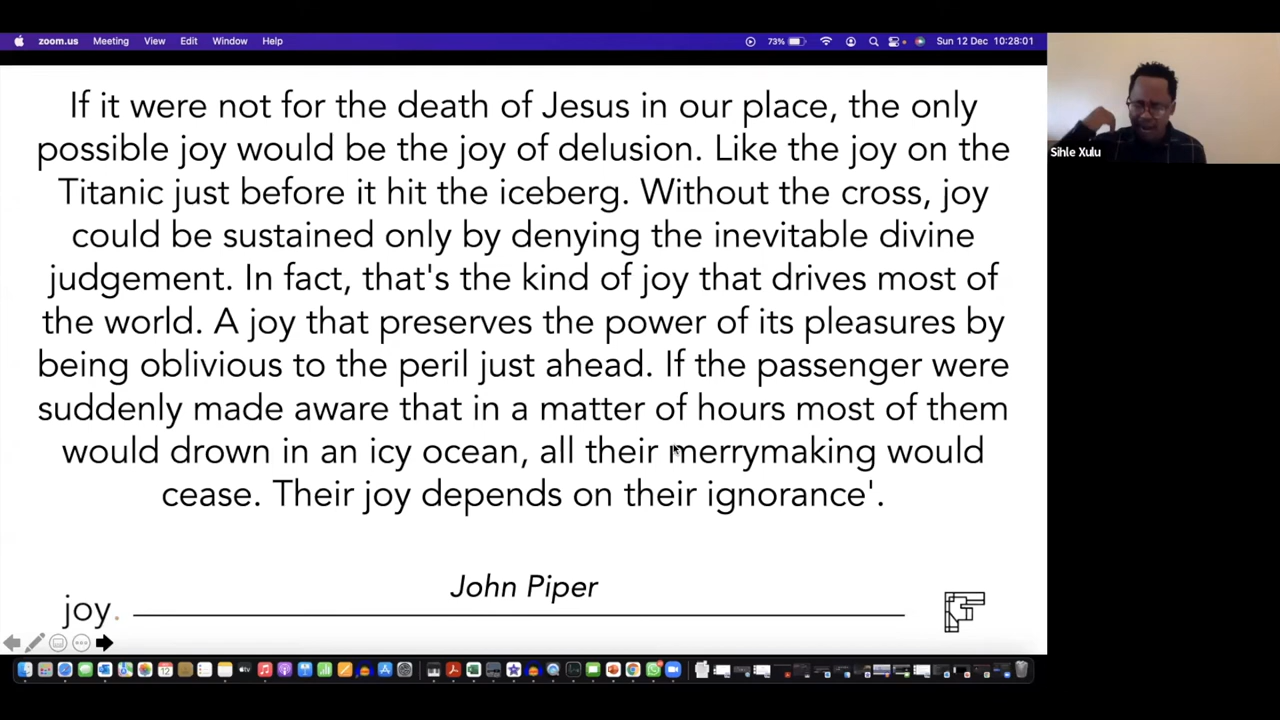 zoom.us Meeting View Edit Window Help 73% Sun 12 Dec 10:28:01
If it were not for the death of Jesus in our place, the only
possible joy would be the joy of delusion. Like the joy on the
Titanic just before it hit the iceberg. Without the cross, joy
could be sustained only by denying the inevitable divine
judgement. In fact, that's the kind of joy that drives most of
the world. A joy that preserves the power of its pleasures by
being oblivious to the peril just ahead. If the passenger were
suddenly made aware that in a matter of hours most of them
would drown in an icy ocean, all their merrymaking would
cease. Their joy depends on their ignorance'.
John Piper
joy.
Sihle Xulu